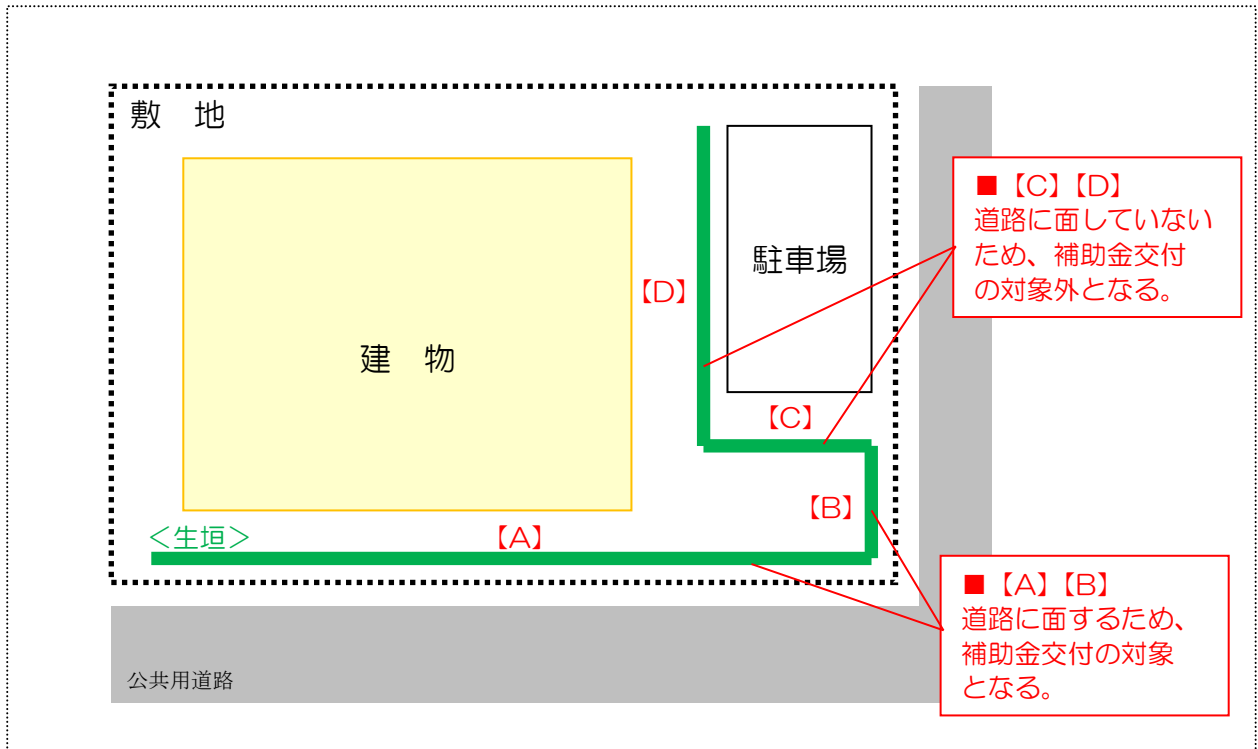 敷　地
■【C】【D】
道路に面していない
ため、補助金交付
の対象外となる。
駐車場
【D】
建　物
【C】
【B】
＜生垣＞
【A】
■【A】【B】
道路に面するため、
補助金交付の対象
となる。
公共用道路